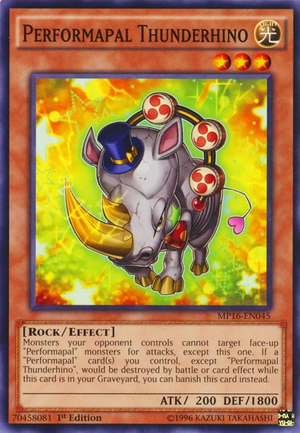 PERFORMAPAL THUNDERHINO
LIGHT
光
MP16-EN045
[ROCK/EFFECT]
Monsters your opponent controls cannot target face-up
"Performapal" monsters for attacks, except this one. If a
"Performapal" card(s) you control, except "Performapal
Thunderhino", would be destroyed by battle or card effect while
this card is in your Graveyard, you can banish this card instead.
ATK/ 200 DEF/1800
70458081 1st Edition
©1996 KAZUKI TAKAHASHI